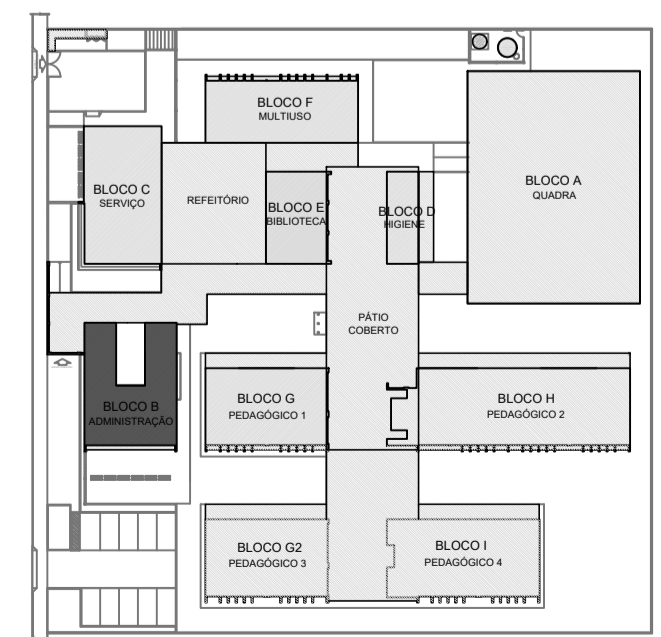 BLOCO F
MULTIUSO
BLOCO C
SERVIÇO
REFEITÓRIO
BLOCO E
BIBLIOTECA
BLOCO D
HIGIENE
BLOCO A
QUADRA
PÁTIO
COBERTO
BLOCO B
ADMINISTRAÇÃO
BLOCO G
PEDAGÓGICO 1
BLOCO H
PEDAGÓGICO 2
BLOCO G2
PEDAGÓGICO 3
BLOCO I
PEDAGÓGICO 4